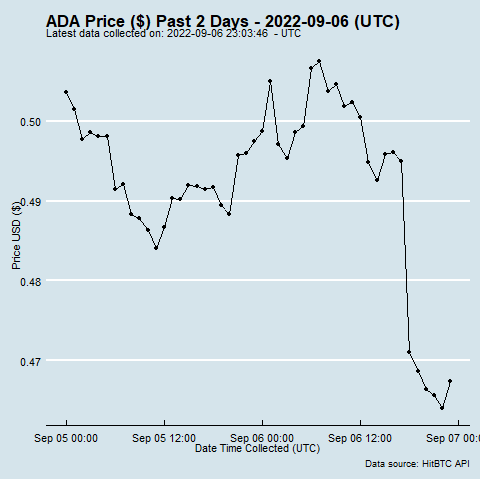 ADA Price ($) Past 2 Days - 2022-09-06 (UTC)
Latest data collected on: 2022-09-06 23:03:46  - UTC
0.50
0.49
0.48
0.47
Price USD ($)
Sep 05 00:00
Sep 05 12:00
Sep 06 00:00
Sep 06 12:00
Sep 07 00:00
Date Time Collected (UTC)
Data source: HitBTC API